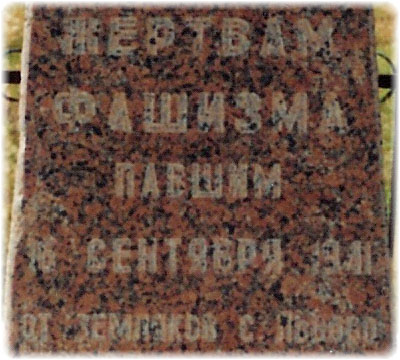 ЖЕРТВАМ
ФАШИЗМА
ПАВШИМ
СЕНТЯБРЯ 1941
ОТ ЗЕМЛЯКОВ С.